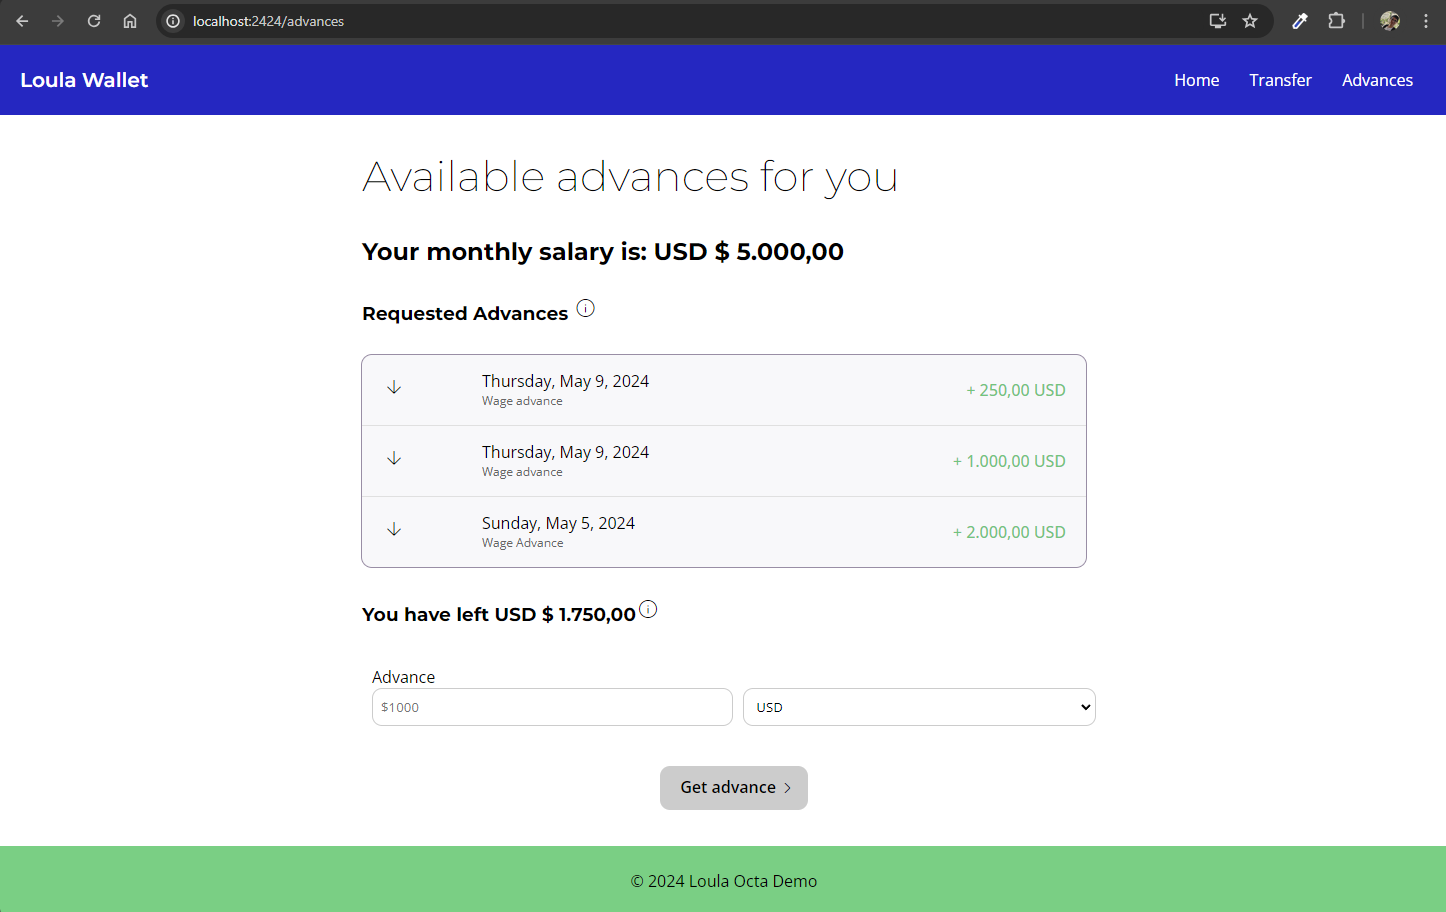 localhost:2424/advances
Loula Wallet
Home Transfer Advances
Available advances for you
Your monthly salary is: USD $ 5.000,00
Requested Advances
Thursday, May 9, 2024
Wage advance
+ 250,00 USD
Thursday, May 9, 2024
Wage advance
+ 1.000,00 USD
Sunday, May 5, 2024
Wage Advance
+ 2.000,00 USD
You have left USD $ 1.750,00
Advance
$1000
USD
Get advance
© 2024 Loula Octa Demo